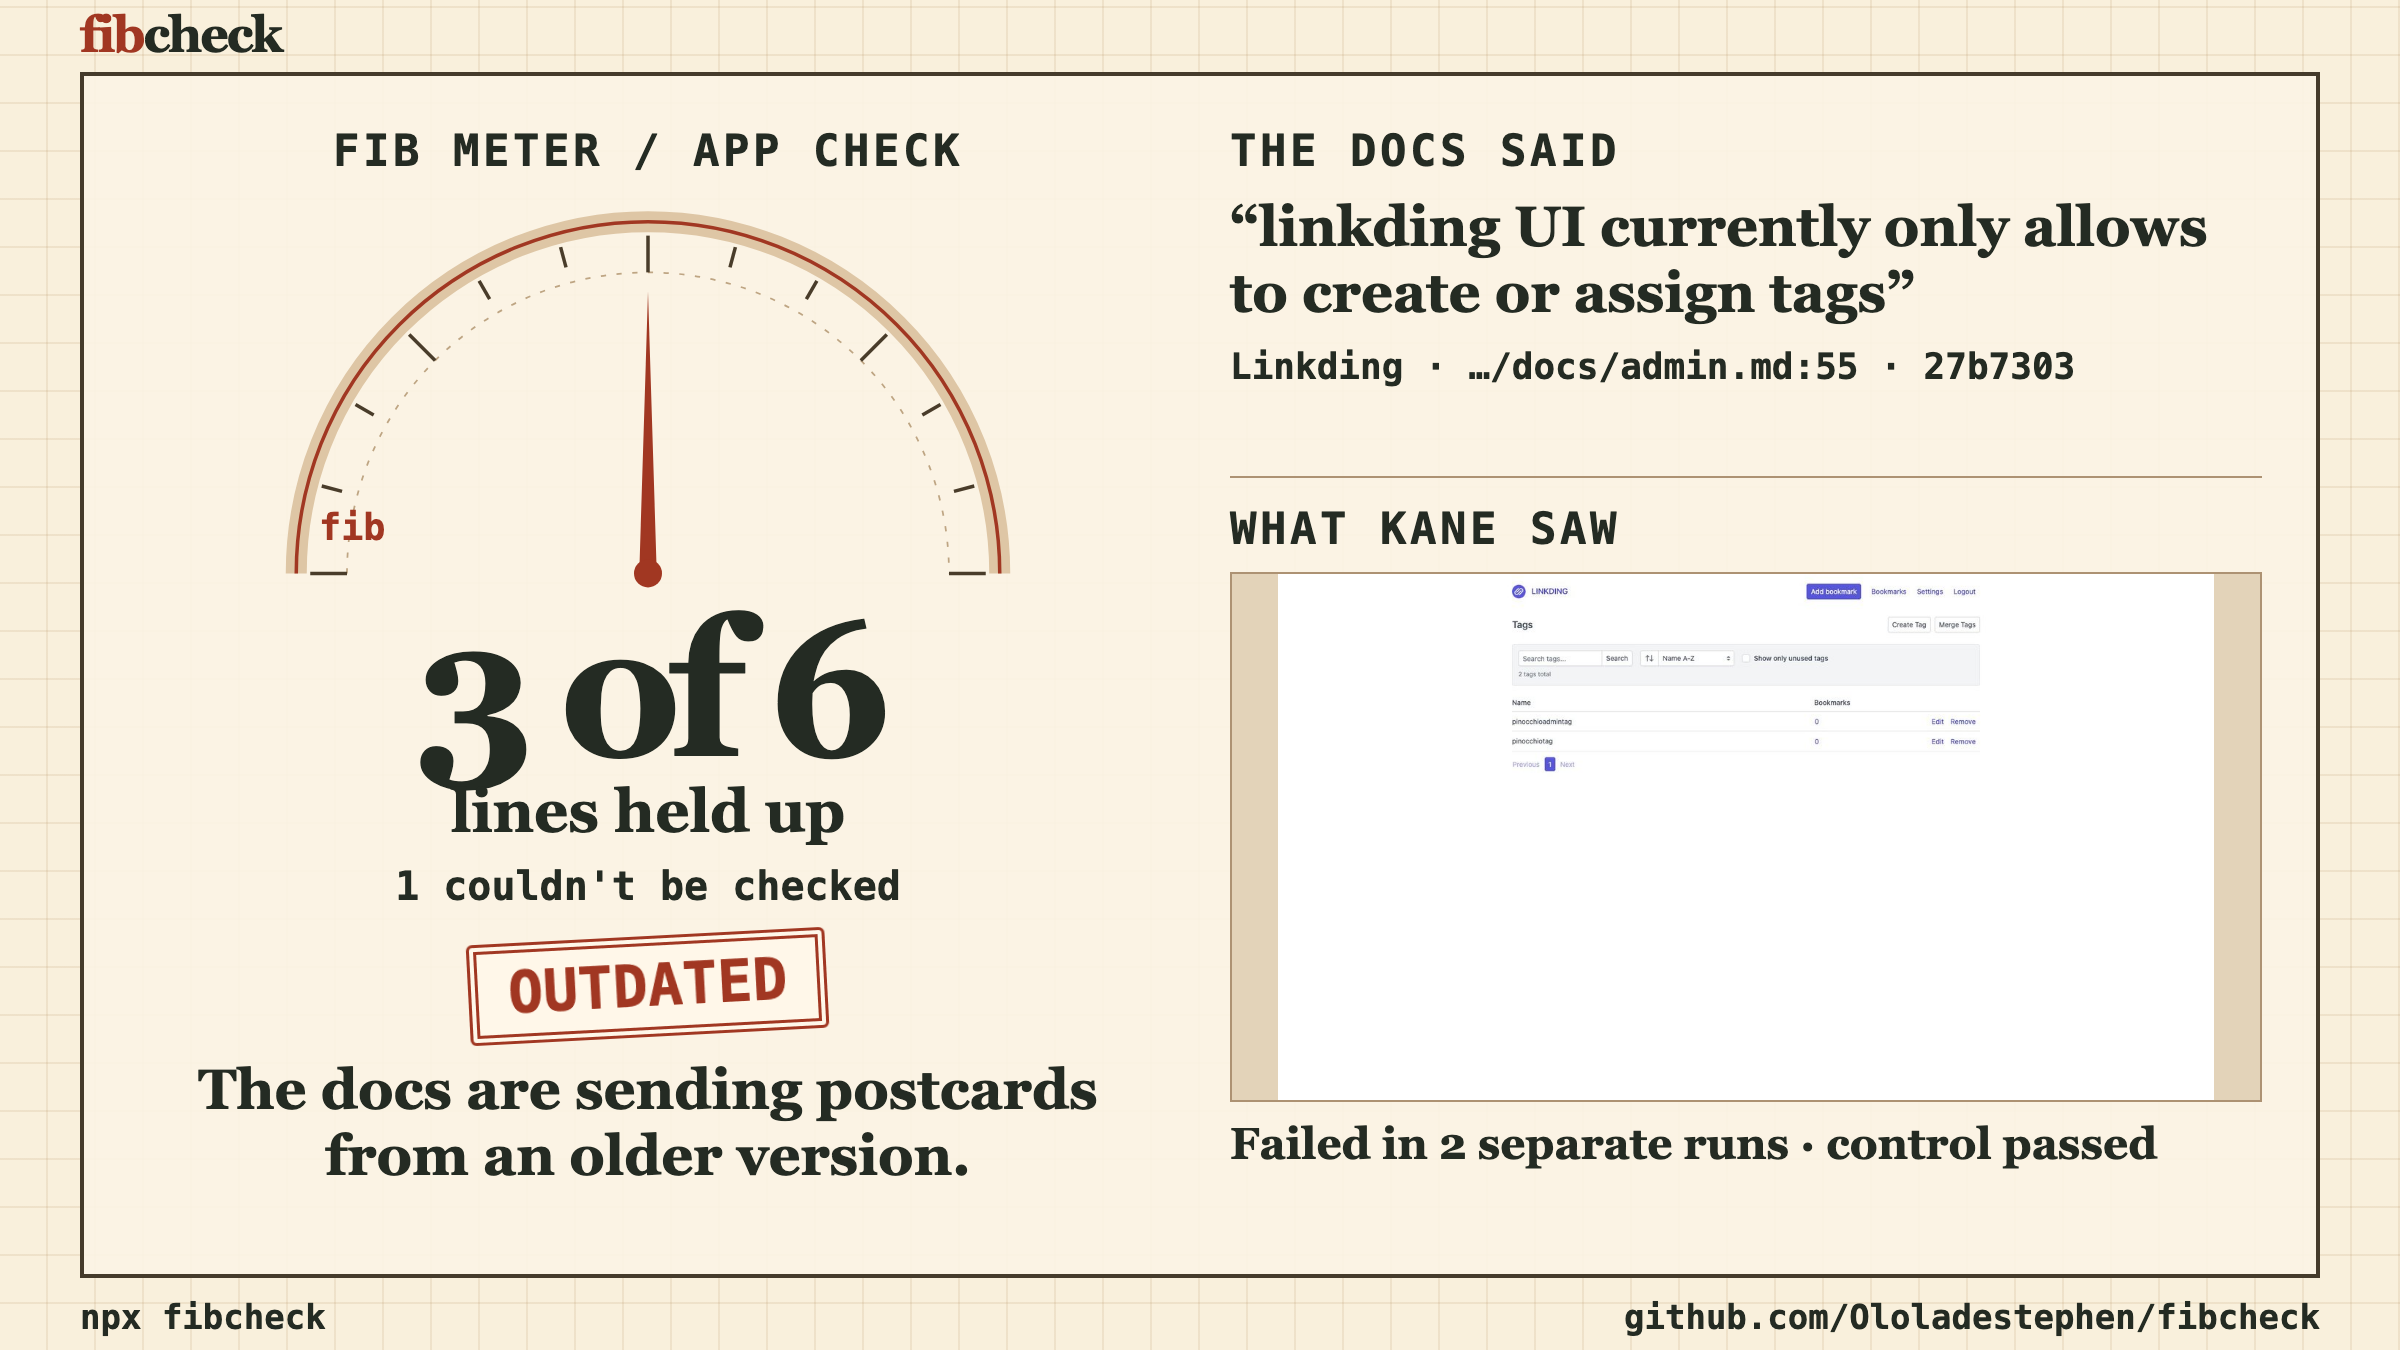 fibcheck
FIB METER / APP CHECK
fib
3 of 6
lines held up
1 couldn't be checked
OUTDATED
The docs are sending postcards
from an older version.
THE DOCS SAID
“linkding UI currently only allows
to create or assign tags”
Linkding · …/docs/admin.md:55 · 27b7303
WHAT KANE SAW
LINKDING
Add bookmark Bookmarks Settings Logout
Tags
Create Tag Merge Tags
Search tags... Search Name A-Z Show only unused tags
2 tags total
Name Bookmarks
pinocchioadmintag 0 Edit Remove
pinocchiotag 0 Edit Remove
Previous 1 Next
Failed in 2 separate runs · control passed
npx fibcheck
github.com/Ololadestephen/fibcheck